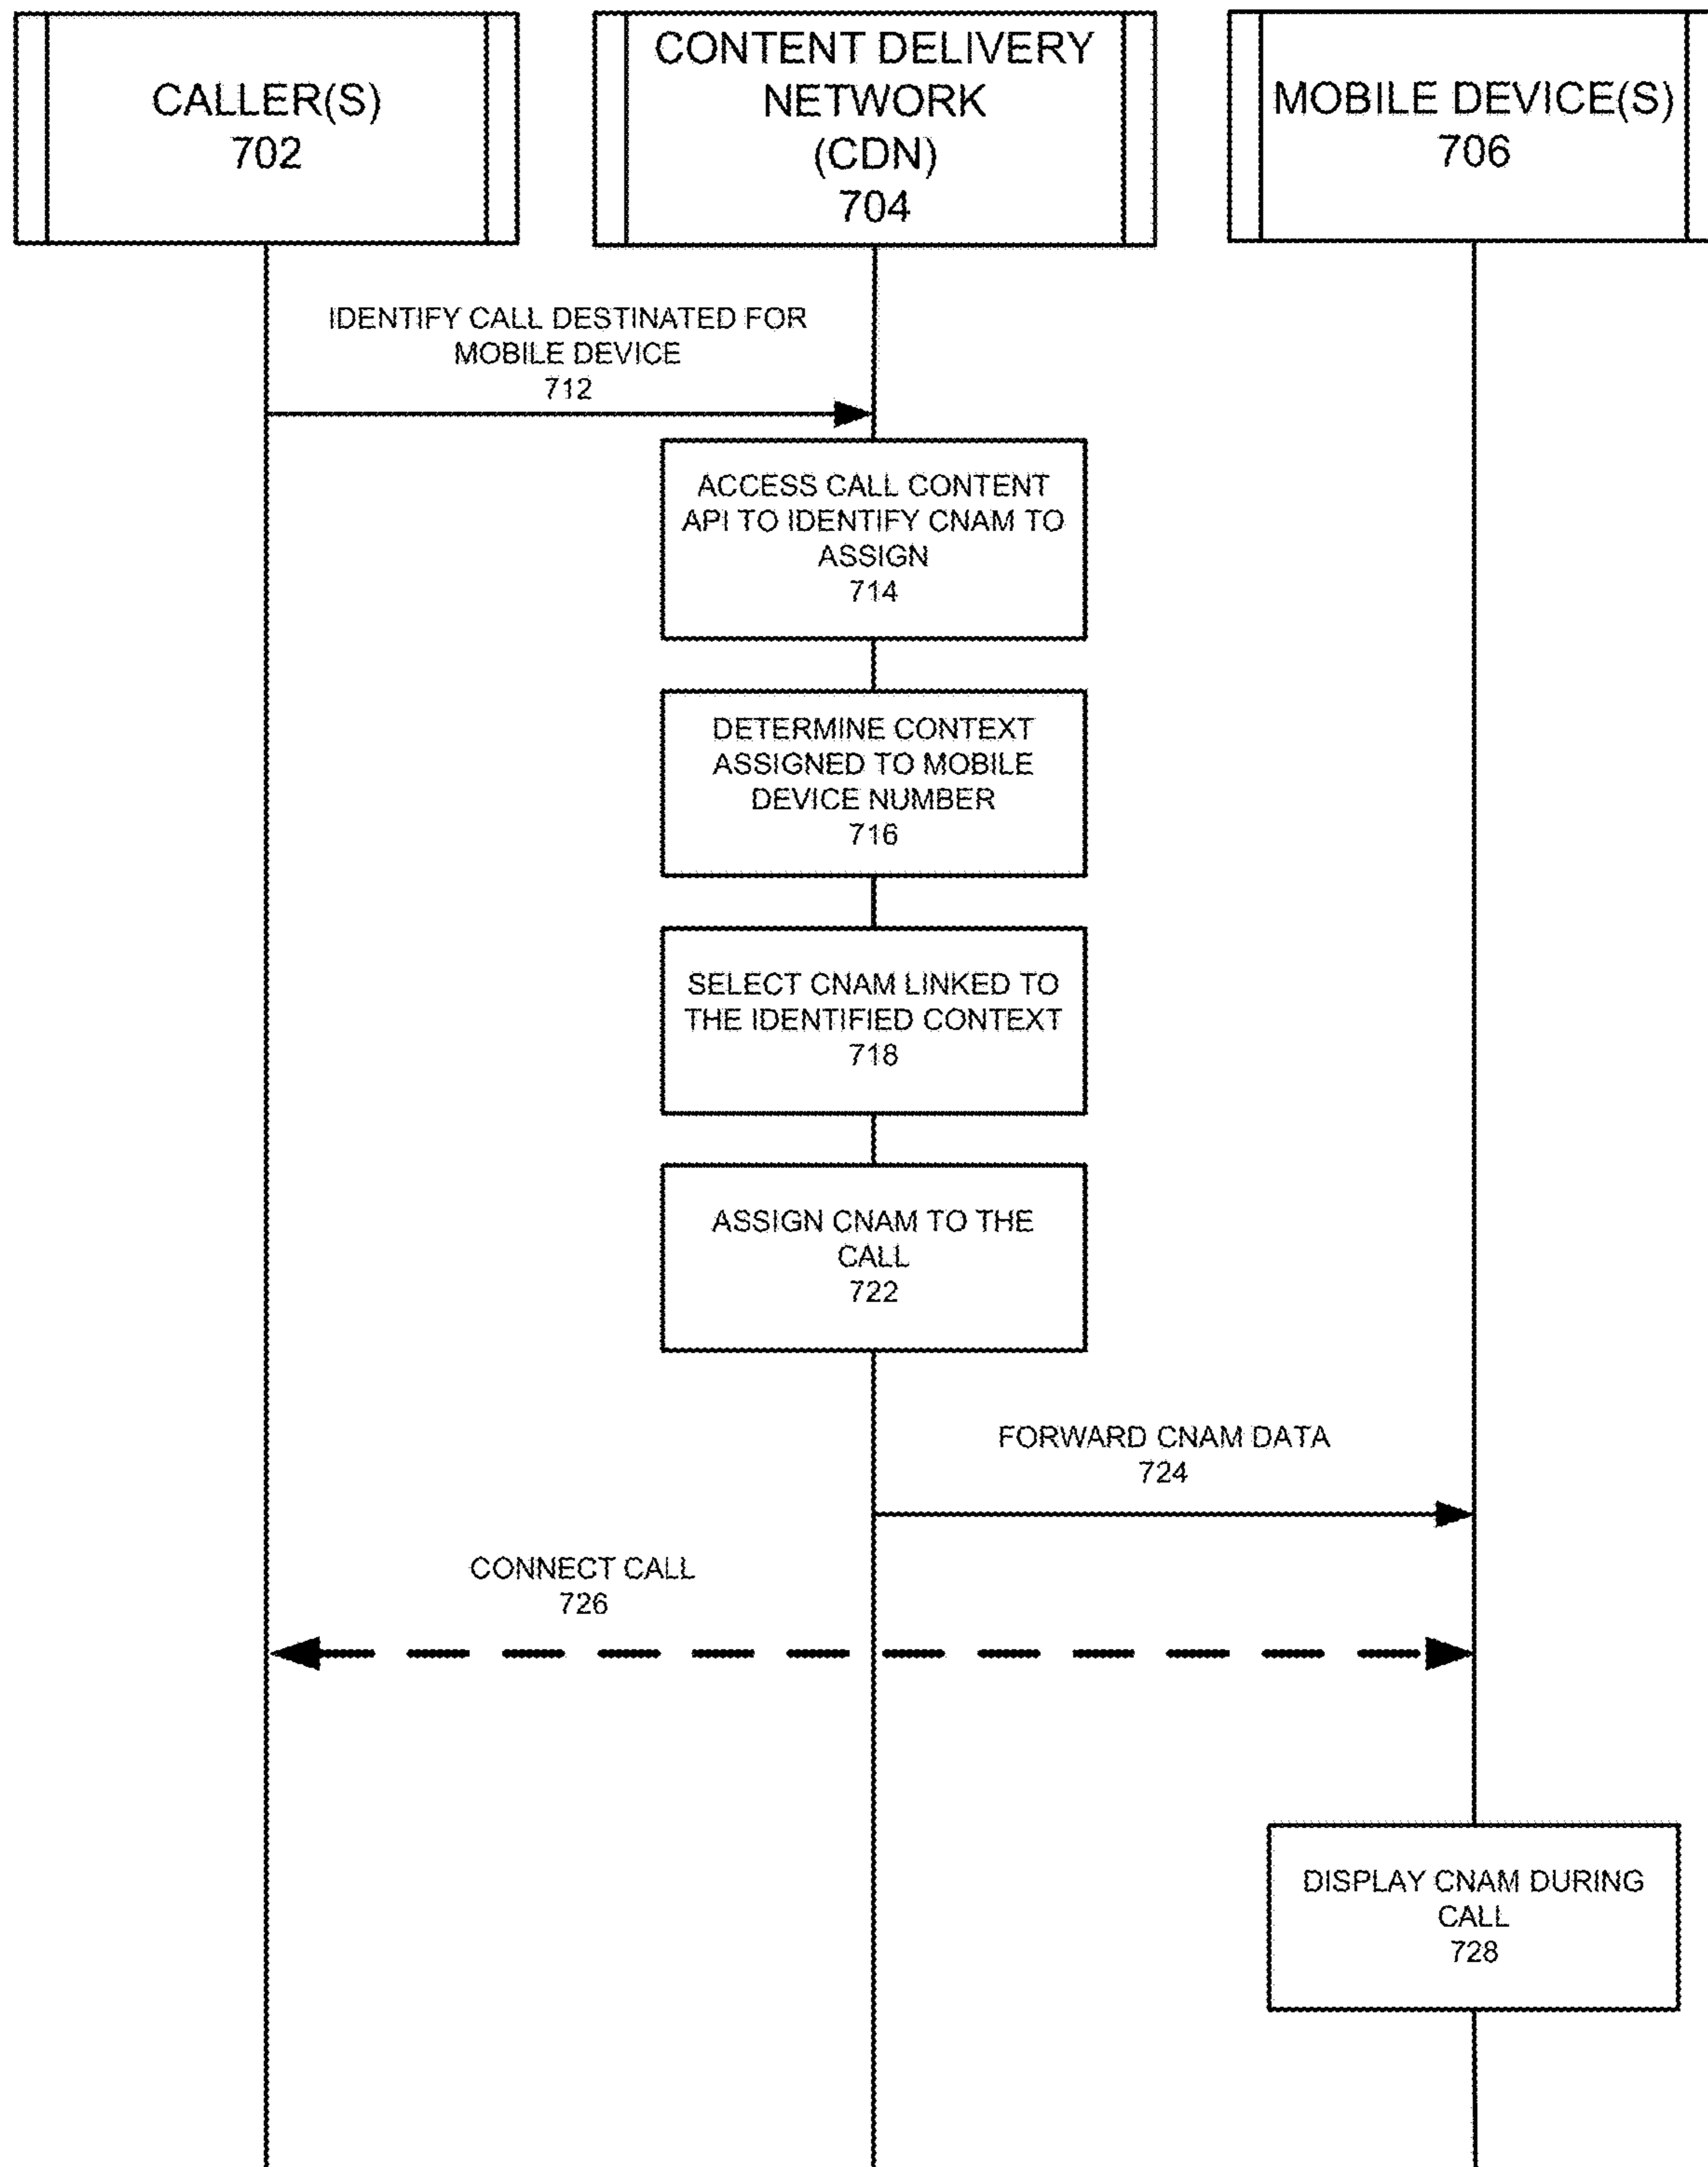 CALLER(S)
702
CONTENT DELIVERY
NETWORK
(CDN)
704
MOBILE DEVICE(S)
706
IDENTIFY CALL DESTINATED FOR
MOBILE DEVICE
712
ACCESS CALL CONTENT
API TO IDENTIFY CNAM TO
ASSIGN
714
DETERMINE CONTEXT
ASSIGNED TO MOBILE
DEVICE NUMBER
716
SELECT CNAM LINKED TO
THE IDENTIFIED CONTEXT
718
ASSIGN CNAM TO THE
CALL
722
FORWARD CNAM DATA
724
CONNECT CALL
726
DISPLAY CNAM DURING
CALL
728